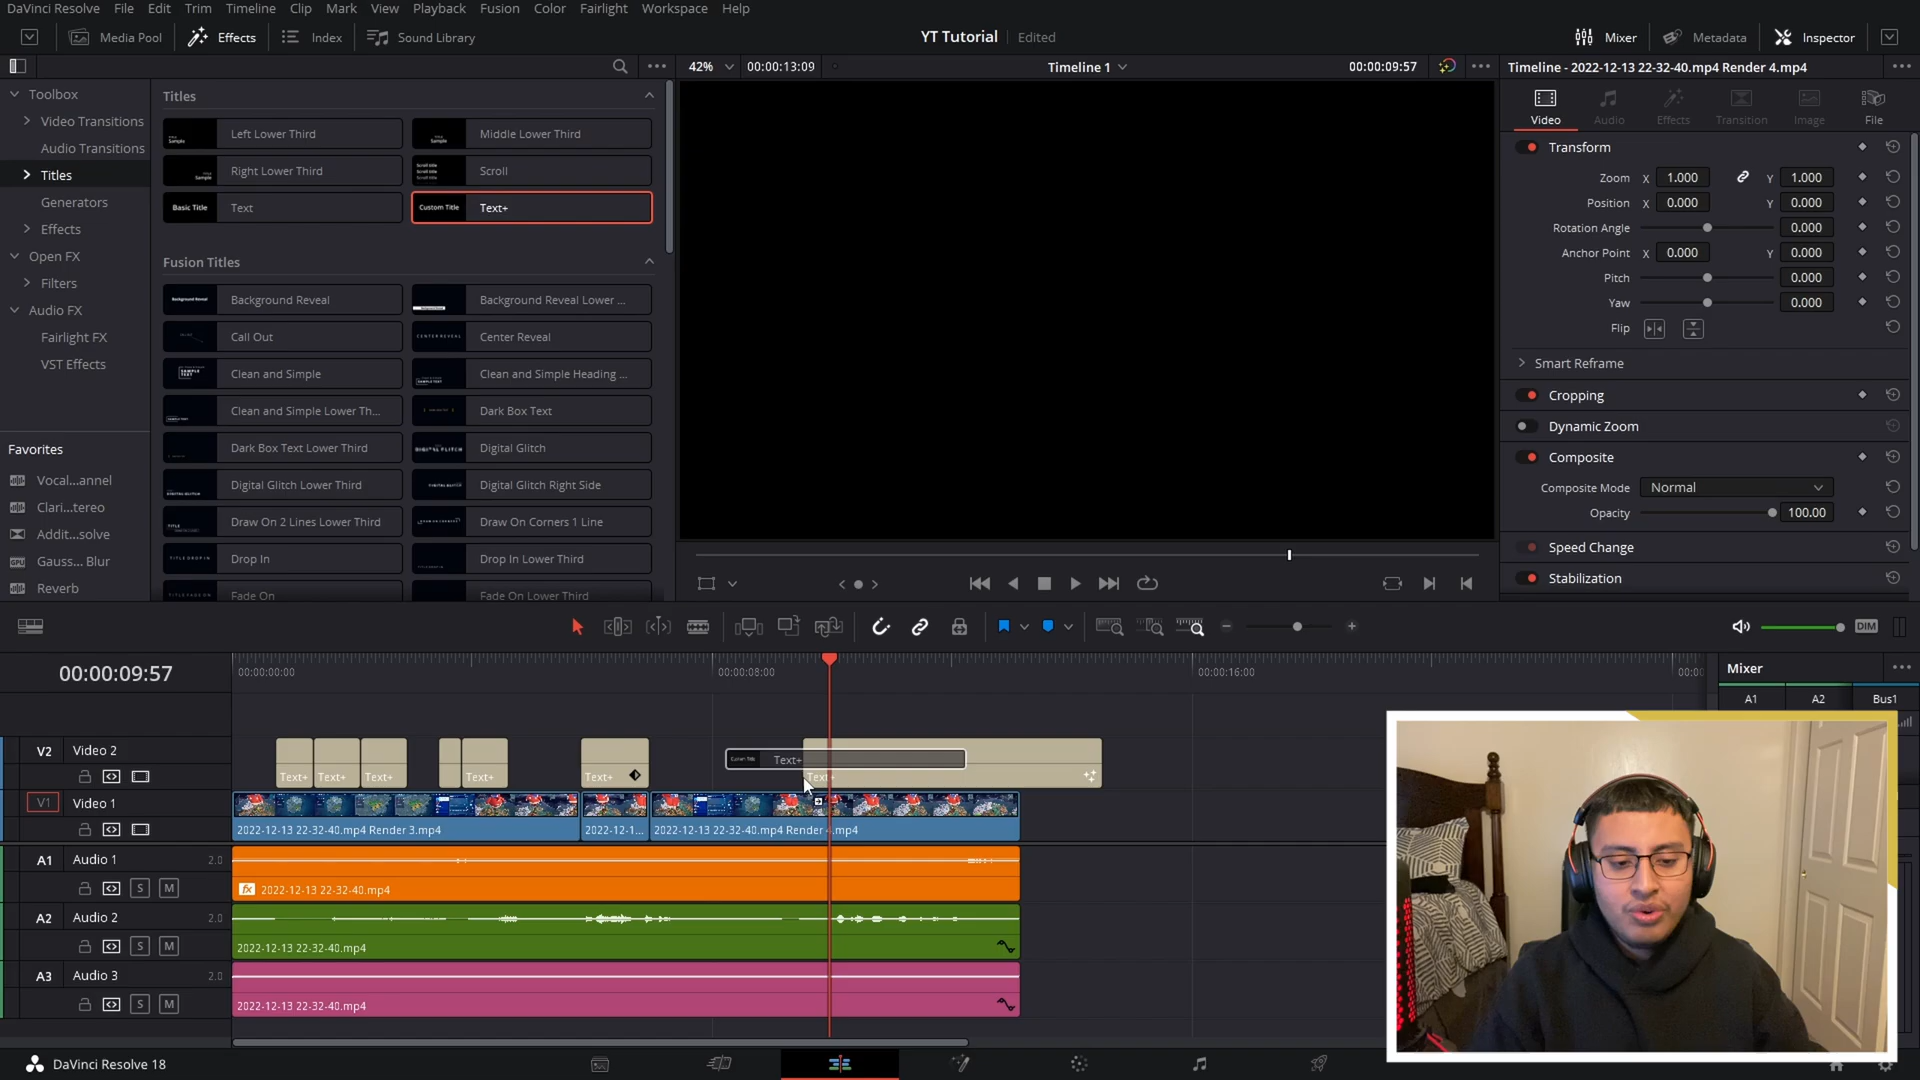 DaVinci Resolve File Edit Trim Timeline Clip Mark View Playback Fusion Color Fairlight Workspace Help
Media Pool Effects Index Sound Library YT Tutorial Edited Mixer Metadata Inspector
42% 00:00:13:09 Timeline 1 00:00:09:57 Timeline - 2022-12-13 22-32-40.mp4 Render 4.mp4
Toolbox
Video Transitions
Audio Transitions
Titles
Generators
Effects
Open FX
Filters
Audio FX
Fairlight FX
VST Effects
Favorites
Vocal...annel
Clari...tereo
Addit...solve
Gauss... Blur
Reverb
Titles
Left Lower Third Middle Lower Third
Right Lower Third Scroll
Basic Title Text Custom Title Text+
Fusion Titles
Background Reveal Background Reveal Lower ...
Call Out Center Reveal
Clean and Simple Clean and Simple Heading ...
Clean and Simple Lower Th... Dark Box Text
Dark Box Text Lower Third Digital Glitch
Digital Glitch Lower Third Digital Glitch Right Side
Draw On 2 Lines Lower Third Draw On Corners 1 Line
Drop In Drop In Lower Third
Fade On Fade On Lower Third
Video Audio Effects Transition Image File
Transform
Zoom X 1.000 Y 1.000
Position X 0.000 Y 0.000
Rotation Angle 0.000
Anchor Point X 0.000 Y 0.000
Pitch 0.000
Yaw 0.000
Flip
Smart Reframe
Cropping
Dynamic Zoom
Composite
Composite Mode Normal
Opacity 100.00
Speed Change
Stabilization
DIM
00:00:09:57 00:00:00:00 00:00:08:00 00:00:16:00 00:00
Mixer
A1 A2 Bus1
V2 Video 2
Text+ Text+ Text+ Text+ Text+ Text+ Text+
V1 Video 1
2022-12-13 22-32-40.mp4 Render 3.mp4 2022-12-1... 2022-12-13 22-32-40.mp4 Render 4.mp4
A1 Audio 1 2.0
S M fx 2022-12-13 22-32-40.mp4
A2 Audio 2 2.0
S M 2022-12-13 22-32-40.mp4
A3 Audio 3 2.0
S M 2022-12-13 22-32-40.mp4
DaVinci Resolve 18